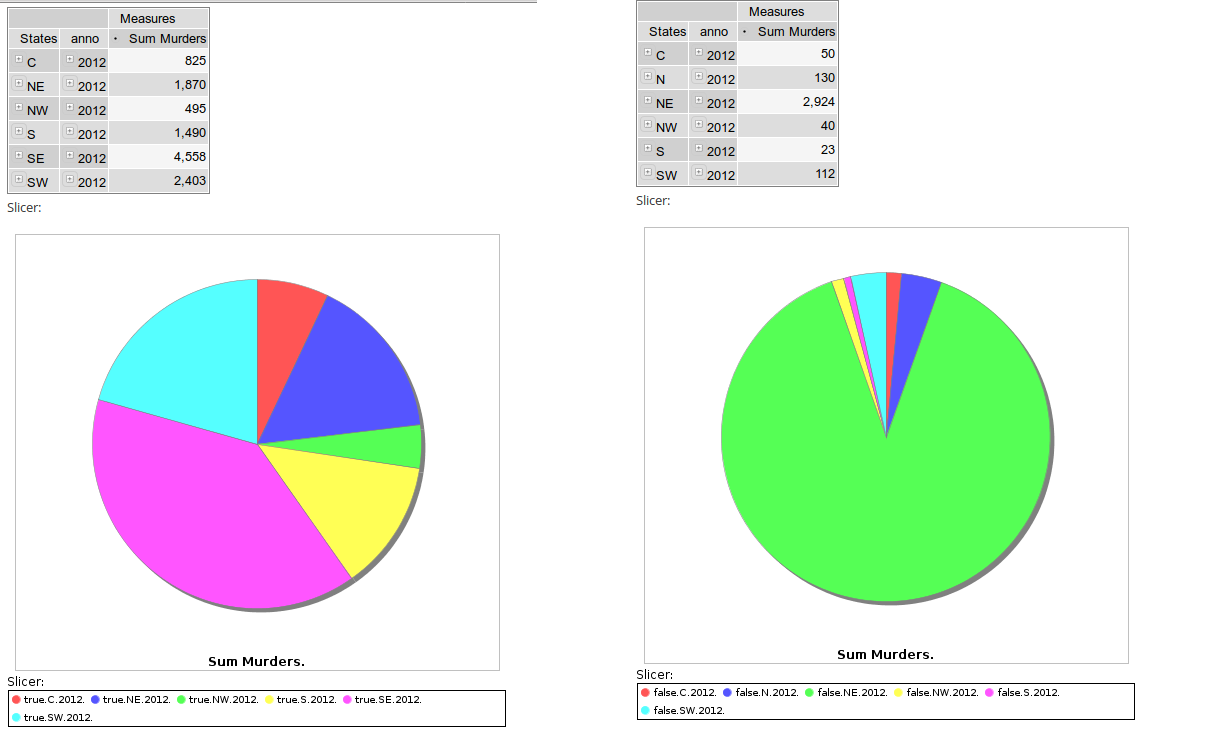 Measures
States anno · Sum Murders
C 2012 825
NE 2012 1,870
NW 2012 495
S 2012 1,490
SE 2012 4,558
SW 2012 2,403
Slicer:
Sum Murders.
Slicer:
true.C.2012. true.NE.2012. true.NW.2012. true.S.2012. true.SE.2012.
true.SW.2012.
Measures
States anno · Sum Murders
C 2012 50
N 2012 130
NE 2012 2,924
NW 2012 40
S 2012 23
SW 2012 112
Slicer:
Sum Murders.
Slicer:
false.C.2012. false.N.2012. false.NE.2012. false.NW.2012. false.S.2012.
false.SW.2012.